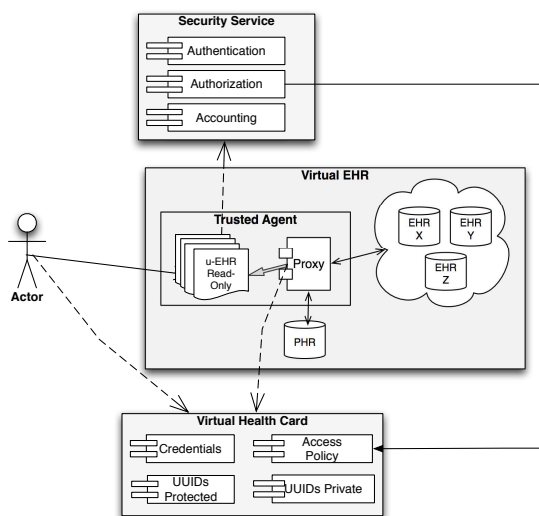 Security Service
Authentication
Authorization
Accounting
Virtual EHR
Trusted Agent
u-EHR
Read-
Only
Proxy
EHR
X
EHR
Y
EHR
Z
PHR
Actor
Virtual Health Card
Credentials
Access
Policy
UUIDs
Protected
UUIDs Private